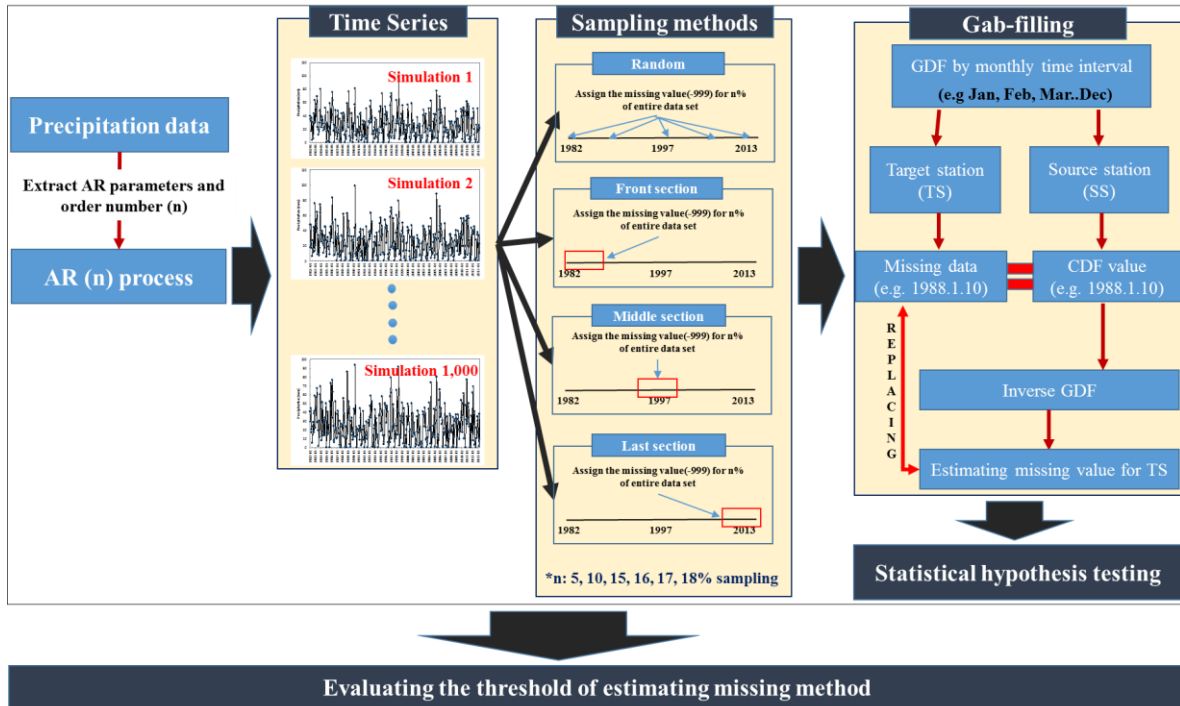 Precipitation data
Extract AR parameters and
order number (n)
AR (n) process
Time Series
Simulation 1
Simulation 2
Simulation 1,000
Sampling methods
Random
Assign the missing value(-999) for n%
of entire data set
1982 1997 2013
Front section
Assign the missing value(-999) for n%
of entire data set
1982 1997 2013
Middle section
Assign the missing value(-999) for n%
of entire data set
1982 1997 2013
Last section
Assign the missing value(-999) for n%
of entire data set
1982 1997 2013
*n: 5, 10, 15, 16, 17, 18% sampling
Gab-filling
GDF by monthly time interval
(e.g Jan, Feb, Mar..Dec)
Target station
(TS)
Source station
(SS)
Missing data
(e.g. 1988.1.10)
CDF value
(e.g. 1988.1.10)
REPLACING
Inverse GDF
Estimating missing value for TS
Statistical hypothesis testing
Evaluating the threshold of estimating missing method